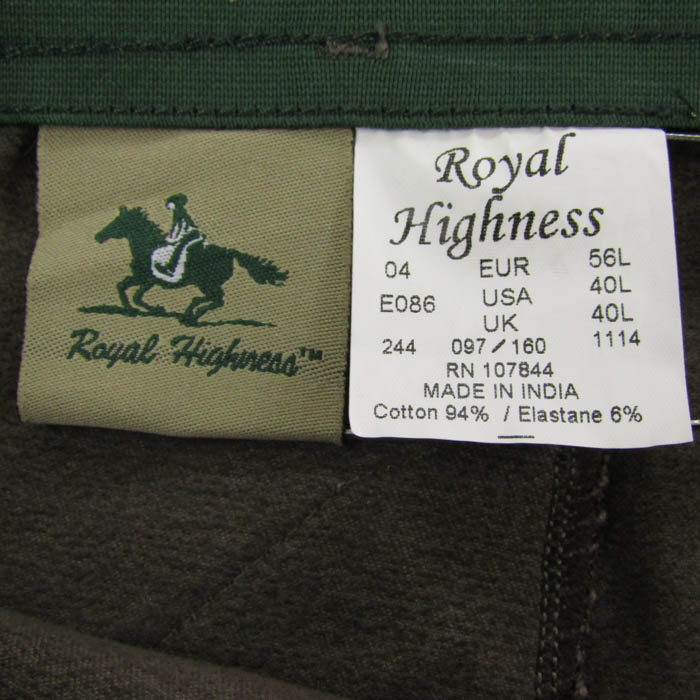 Royal Highness™
Royal
Highness
04 EUR 56L
E086 USA 40L
UK 40L
244 097/160 1114
RN 107844
MADE IN INDIA
Cotton 94% / Elastane 6%